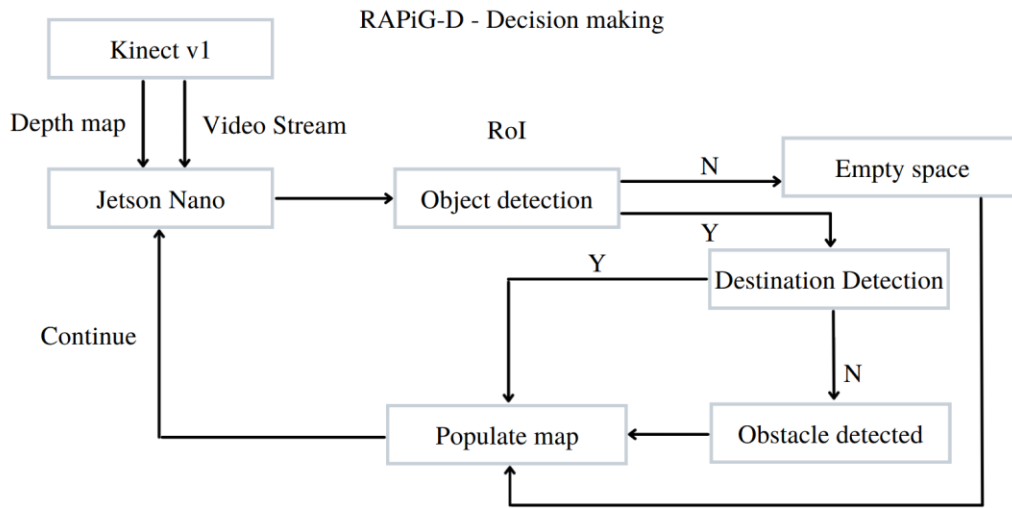 RAPiG-D - Decision making
Kinect v1
Depth map
Video Stream
RoI
Jetson Nano
Object detection
N
Empty space
Y
Y
Destination Detection
Continue
N
Populate map
Obstacle detected